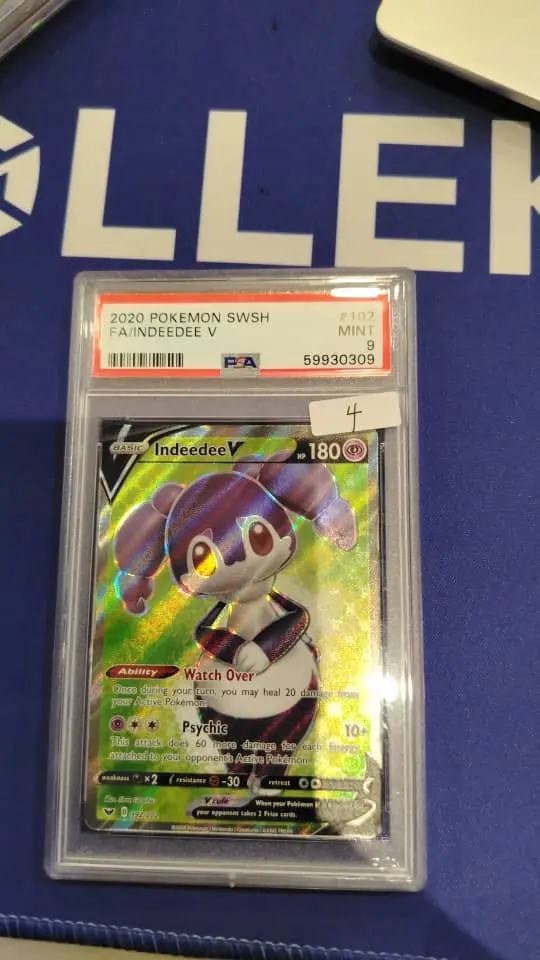 OLLEK
2020 POKEMON SWSH
#102
FA/INDEEDEE V
MINT
9
PSA
59930309
4
BASIC
Indeedee V
HP 180
Ability
Watch Over
Once during your turn, you may heal 20 damage from
your Active Pokémon.
Psychic
10+
This attack does 60 more damage for each Energy
attached to your opponent's Active Pokémon.
weakness ×2
resistance -30
retreat
V rule
When your Pokémon V
your opponent takes 2 Prize cards.